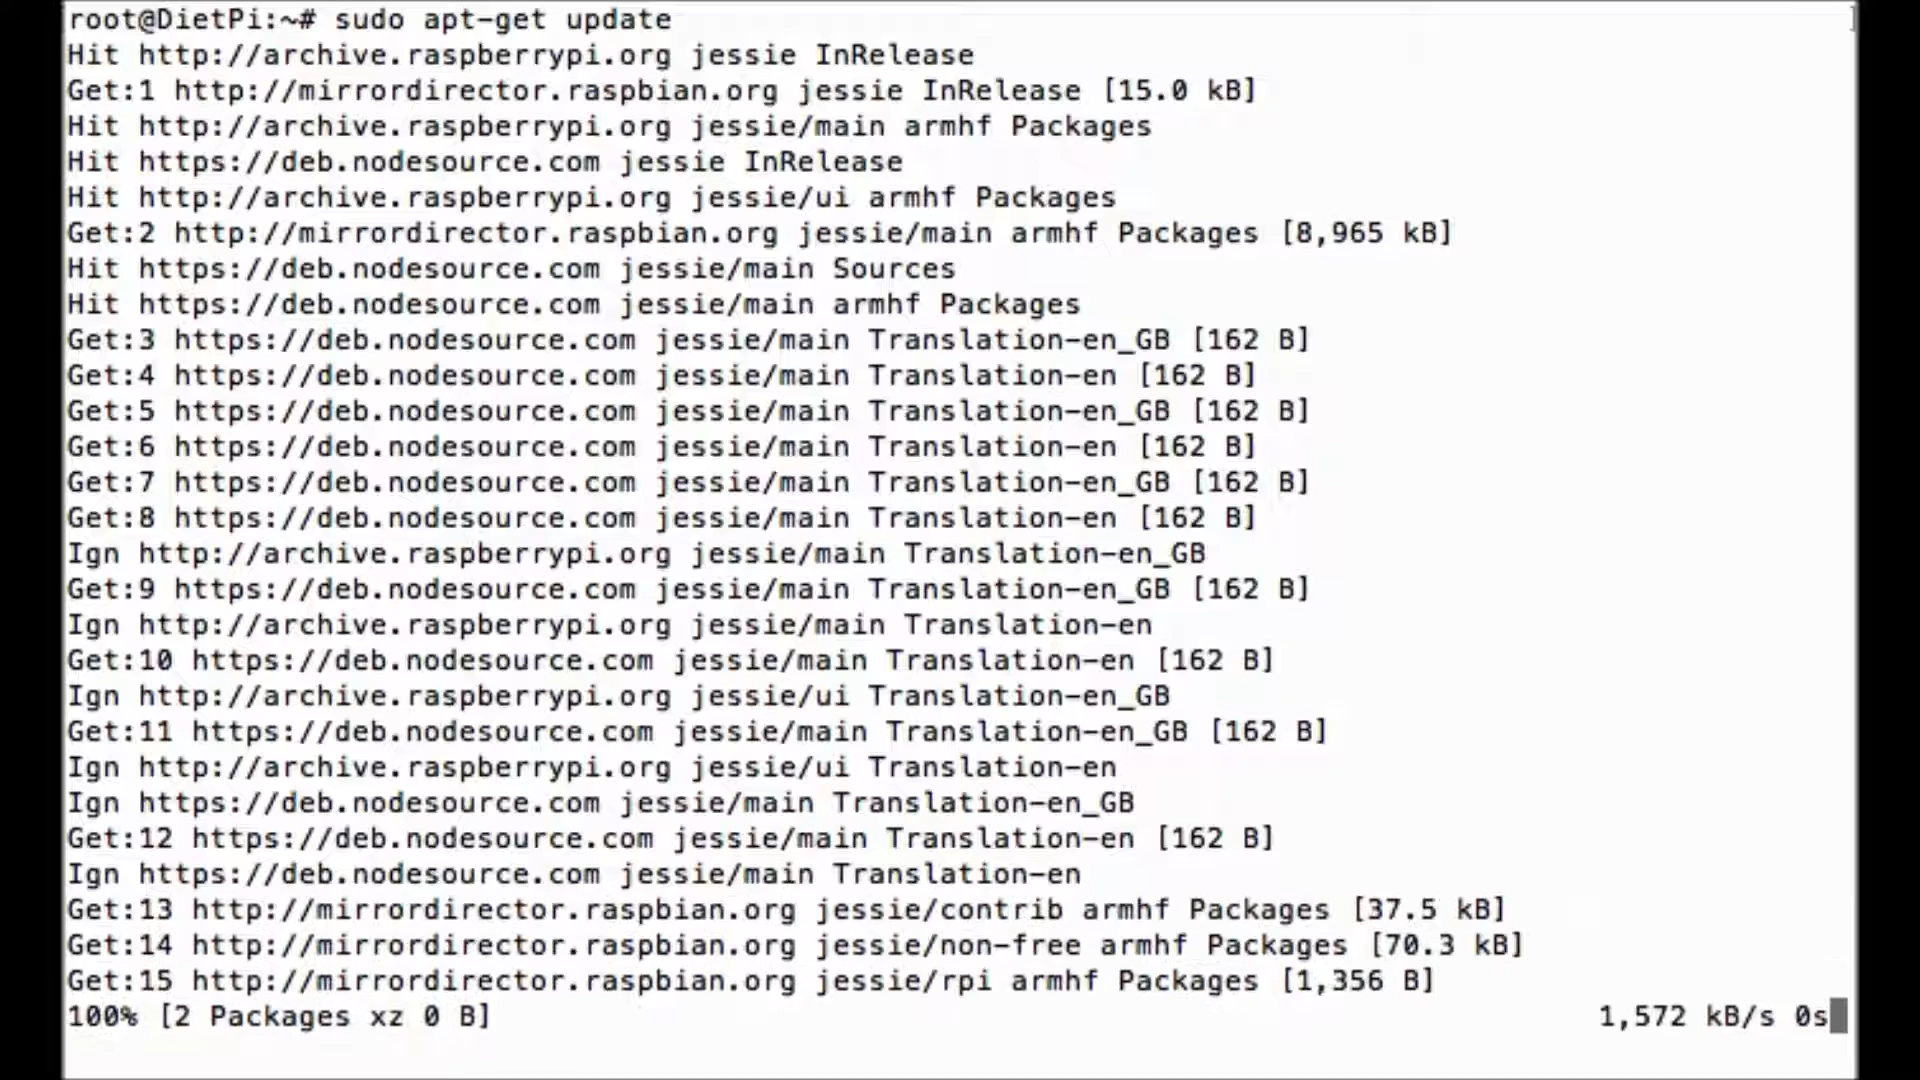 root@DietPi:~# sudo apt-get update
Hit http://archive.raspberrypi.org jessie InRelease
Get:1 http://mirrordirector.raspbian.org jessie InRelease [15.0 kB]
Hit http://archive.raspberrypi.org jessie/main armhf Packages
Hit https://deb.nodesource.com jessie InRelease
Hit http://archive.raspberrypi.org jessie/ui armhf Packages
Get:2 http://mirrordirector.raspbian.org jessie/main armhf Packages [8,965 kB]
Hit https://deb.nodesource.com jessie/main Sources
Hit https://deb.nodesource.com jessie/main armhf Packages
Get:3 https://deb.nodesource.com jessie/main Translation-en_GB [162 B]
Get:4 https://deb.nodesource.com jessie/main Translation-en [162 B]
Get:5 https://deb.nodesource.com jessie/main Translation-en_GB [162 B]
Get:6 https://deb.nodesource.com jessie/main Translation-en [162 B]
Get:7 https://deb.nodesource.com jessie/main Translation-en_GB [162 B]
Get:8 https://deb.nodesource.com jessie/main Translation-en [162 B]
Ign http://archive.raspberrypi.org jessie/main Translation-en_GB
Get:9 https://deb.nodesource.com jessie/main Translation-en_GB [162 B]
Ign http://archive.raspberrypi.org jessie/main Translation-en
Get:10 https://deb.nodesource.com jessie/main Translation-en [162 B]
Ign http://archive.raspberrypi.org jessie/ui Translation-en_GB
Get:11 https://deb.nodesource.com jessie/main Translation-en_GB [162 B]
Ign http://archive.raspberrypi.org jessie/ui Translation-en
Ign https://deb.nodesource.com jessie/main Translation-en_GB
Get:12 https://deb.nodesource.com jessie/main Translation-en [162 B]
Ign https://deb.nodesource.com jessie/main Translation-en
Get:13 http://mirrordirector.raspbian.org jessie/contrib armhf Packages [37.5 kB]
Get:14 http://mirrordirector.raspbian.org jessie/non-free armhf Packages [70.3 kB]
Get:15 http://mirrordirector.raspbian.org jessie/rpi armhf Packages [1,356 B]
100% [2 Packages xz 0 B] 1,572 kB/s 0s